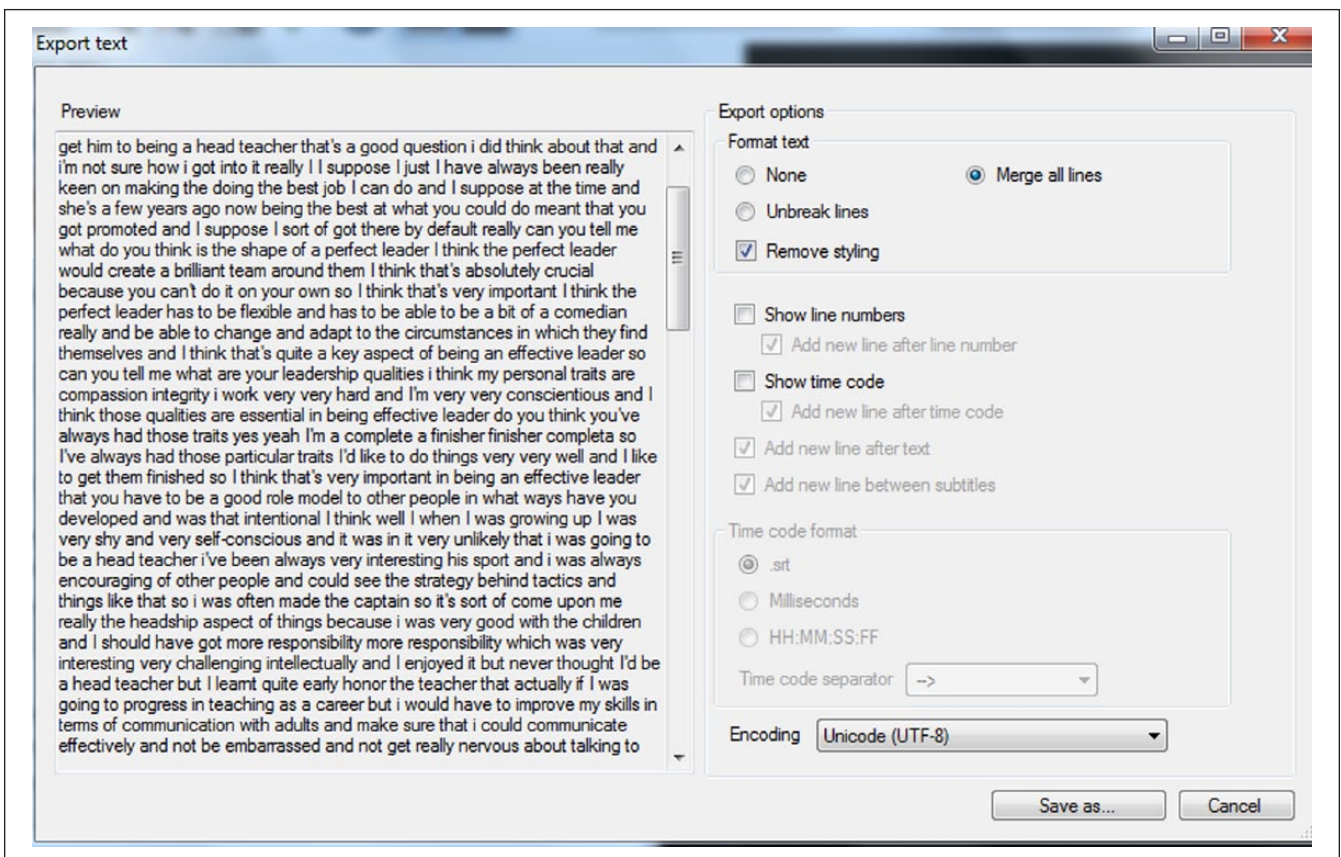 Export text
Preview
get him to being a head teacher that's a good question i did think about that and
i'm not sure how i got into it really I I suppose I just I have always been really
keen on making the doing the best job I can do and I suppose at the time and
she's a few years ago now being the best at what you could do meant that you
got promoted and I suppose I sort of got there by default really can you tell me
what do you think is the shape of a perfect leader I think the perfect leader
would create a brilliant team around them I think that's absolutely crucial
because you can't do it on your own so I think that's very important I think the
perfect leader has to be flexible and has to be able to be a bit of a comedian
really and be able to change and adapt to the circumstances in which they find
themselves and I think that's quite a key aspect of being an effective leader so
can you tell me what are your leadership qualities i think my personal traits are
compassion integrity i work very very hard and I'm very very conscientious and I
think those qualities are essential in being effective leader do you think you've
always had those traits yes yeah I'm a complete a finisher finisher completa so
I've always had those particular traits I'd like to do things very very well and I like
to get them finished so I think that's very important in being an effective leader
that you have to be a good role model to other people in what ways have you
developed and was that intentional I think well I when I was growing up I was
very shy and very self-conscious and it was in it very unlikely that i was going to
be a head teacher i've been always very interesting his sport and i was always
encouraging of other people and could see the strategy behind tactics and
things like that so i was often made the captain so it's sort of come upon me
really the headship aspect of things because i was very good with the children
and I should have got more responsibility more responsibility which was very
interesting very challenging intellectually and I enjoyed it but never thought I'd be
a head teacher but I learnt quite early honor the teacher that actually if I was
going to progress in teaching as a career but i would have to improve my skills in
terms of communication with adults and make sure that i could communicate
effectively and not be embarrassed and not get really nervous about talking to
Export options
Format text
None
Merge all lines
Unbreak lines
Remove styling
Show line numbers
Add new line after line number
Show time code
Add new line after time code
Add new line after text
Add new line between subtitles
Time code format
.srt
Milliseconds
HH:MM:SS:FF
Time code separator -->
Encoding Unicode (UTF-8)
Save as... Cancel